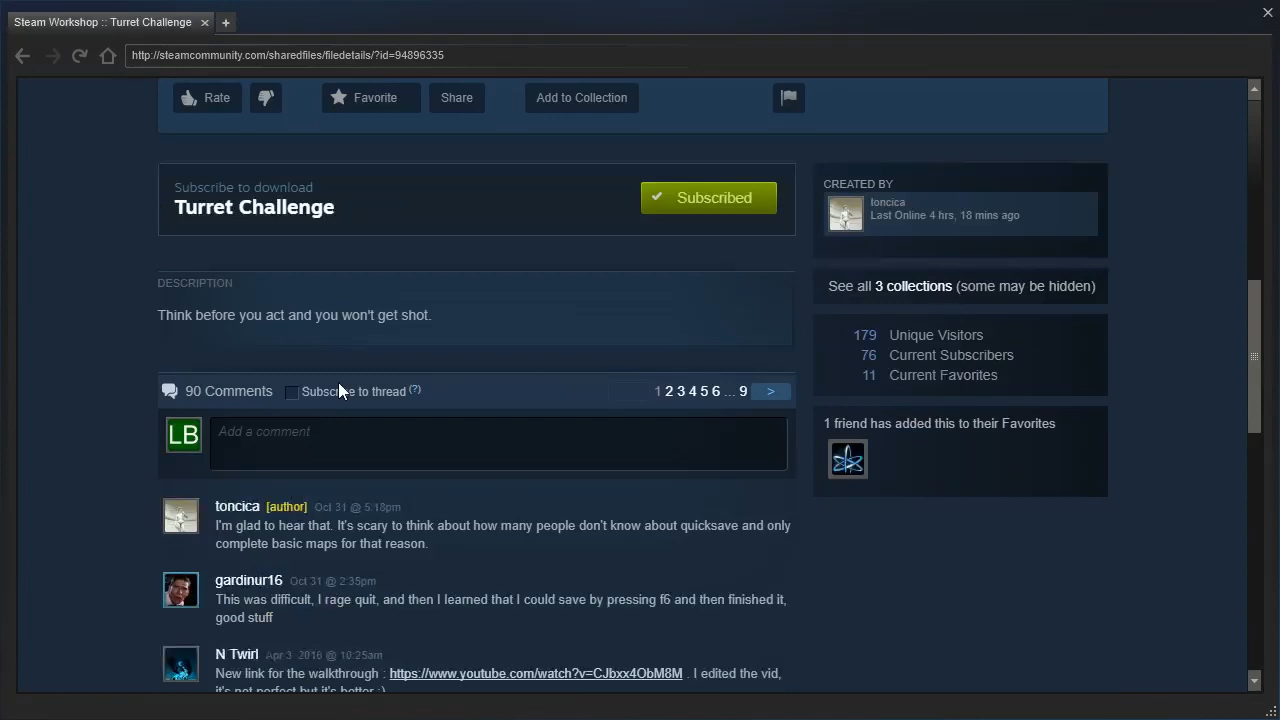 Steam Workshop :: Turret Challenge
http://steamcommunity.com/sharedfiles/filedetails/?id=94896335
Rate
Favorite
Share
Add to Collection
Subscribe to download
Turret Challenge
Subscribed
DESCRIPTION
Think before you act and you won't get shot.
90 Comments
Subscribe to thread (?)
1 2 3 4 5 6 ... 9 >
LB
Add a comment
toncica [author] Oct 31 @ 5:18pm
I'm glad to hear that. It's scary to think about how many people don't know about quicksave and only
complete basic maps for that reason.
gardinur16 Oct 31 @ 2:35pm
This was difficult, I rage quit, and then I learned that I could save by pressing f6 and then finished it,
good stuff
N Twirl Apr 3, 2016 @ 10:25am
New link for the walkthrough : https://www.youtube.com/watch?v=CJbxx4ObM8M . I edited the vid,
it's not perfect but it's better ;)
CREATED BY
toncica
Last Online 4 hrs, 18 mins ago
See all 3 collections (some may be hidden)
179 Unique Visitors
76 Current Subscribers
11 Current Favorites
1 friend has added this to their Favorites